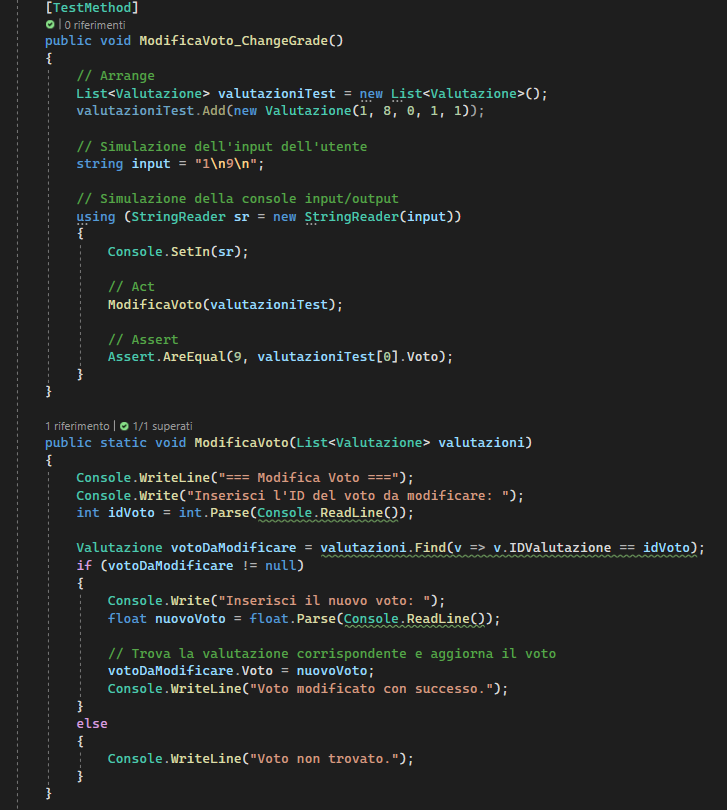 [TestMethod]
| 0 riferimenti
public void ModificaVoto_ChangeGrade()
{
// Arrange
List<Valutazione> valutazioniTest = new List<Valutazione>();
valutazioniTest.Add(new Valutazione(1, 8, 0, 1, 1));
// Simulazione dell'input dell'utente
string input = "1\n9\n";
// Simulazione della console input/output
using (StringReader sr = new StringReader(input))
{
Console.SetIn(sr);
// Act
ModificaVoto(valutazioniTest);
// Assert
Assert.AreEqual(9, valutazioniTest[0].Voto);
}
}
1 riferimento | 1/1 superati
public static void ModificaVoto(List<Valutazione> valutazioni)
{
Console.WriteLine("=== Modifica Voto ===");
Console.Write("Inserisci l'ID del voto da modificare: ");
int idVoto = int.Parse(Console.ReadLine());
Valutazione votoDaModificare = valutazioni.Find(v => v.IDValutazione == idVoto);
if (votoDaModificare != null)
{
Console.Write("Inserisci il nuovo voto: ");
float nuovoVoto = float.Parse(Console.ReadLine());
// Trova la valutazione corrispondente e aggiorna il voto
votoDaModificare.Voto = nuovoVoto;
Console.WriteLine("Voto modificato con successo.");
}
else
{
Console.WriteLine("Voto non trovato.");
}
}